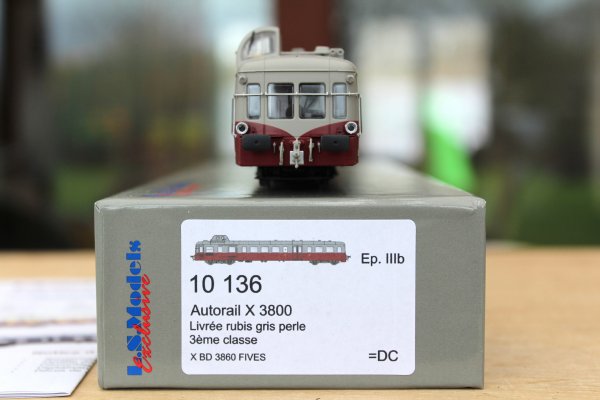 L.S.Models
exclusive
Ep. IIIb
10 136
Autorail X 3800
Livrée rubis gris perle
3ème classe
X BD 3860 FIVES
=DC